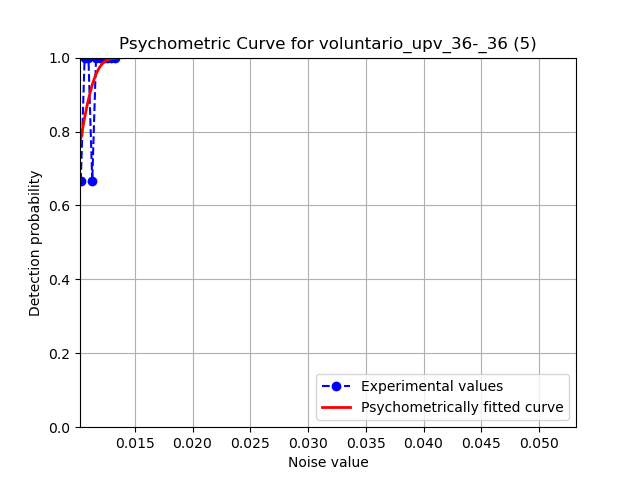 Psychometric Curve for voluntario_upv_36-_36 (5)
1.0
0.8
0.6
0.4
0.2
0.0
Detection probability
0.015 0.020 0.025 0.030 0.035 0.040 0.045 0.050
Noise value
Experimental values
Psychometrically fitted curve